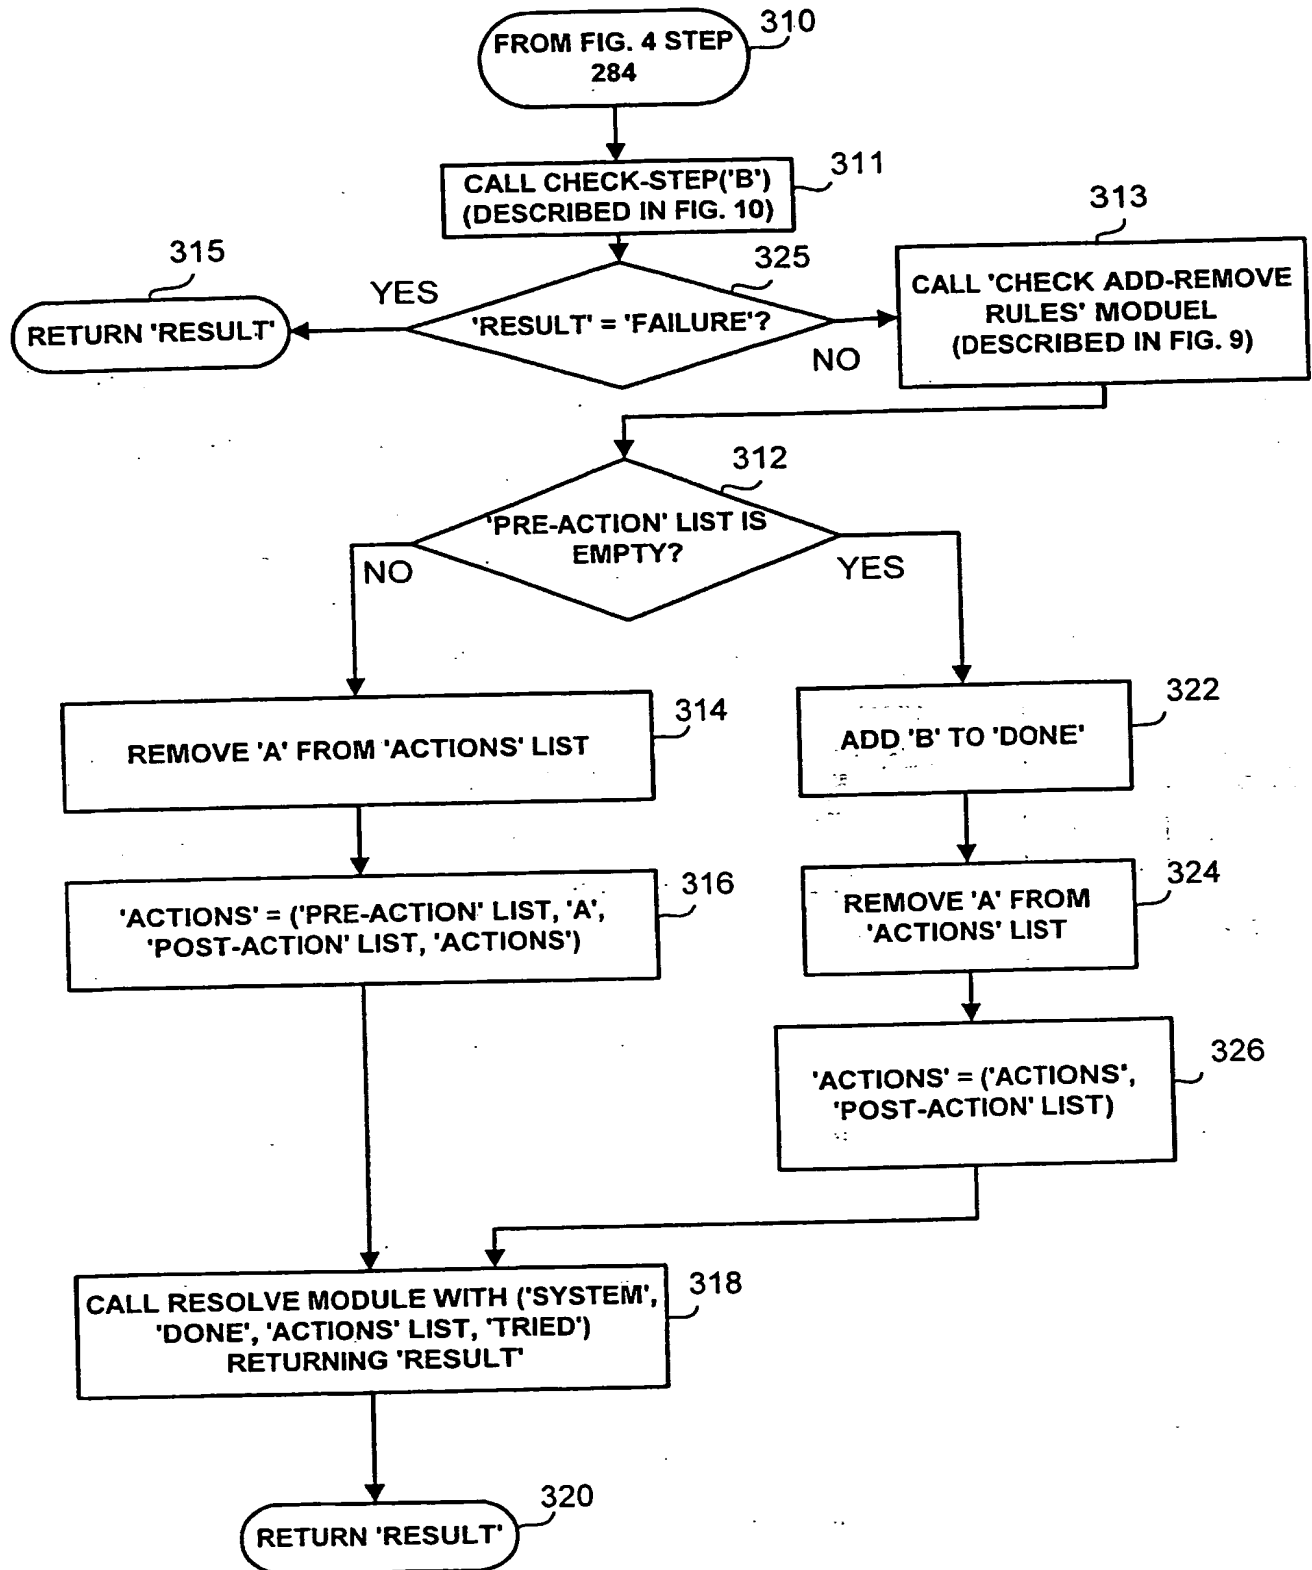 FROM FIG. 4 STEP
284
310
CALL CHECK-STEP('B')
(DESCRIBED IN FIG. 10)
311
315
RETURN 'RESULT'
YES
'RESULT' = 'FAILURE'?
325
NO
313
CALL 'CHECK ADD-REMOVE
RULES' MODUEL
(DESCRIBED IN FIG. 9)
312
'PRE-ACTION' LIST IS
EMPTY?
NO
YES
REMOVE 'A' FROM 'ACTIONS' LIST
314
ADD 'B' TO 'DONE'
322
'ACTIONS' = ('PRE-ACTION' LIST, 'A',
'POST-ACTION' LIST, 'ACTIONS')
316
REMOVE 'A' FROM
'ACTIONS' LIST
324
'ACTIONS' = ('ACTIONS',
'POST-ACTION' LIST)
326
CALL RESOLVE MODULE WITH ('SYSTEM',
'DONE', 'ACTIONS' LIST, 'TRIED')
RETURNING 'RESULT'
318
RETURN 'RESULT'
320